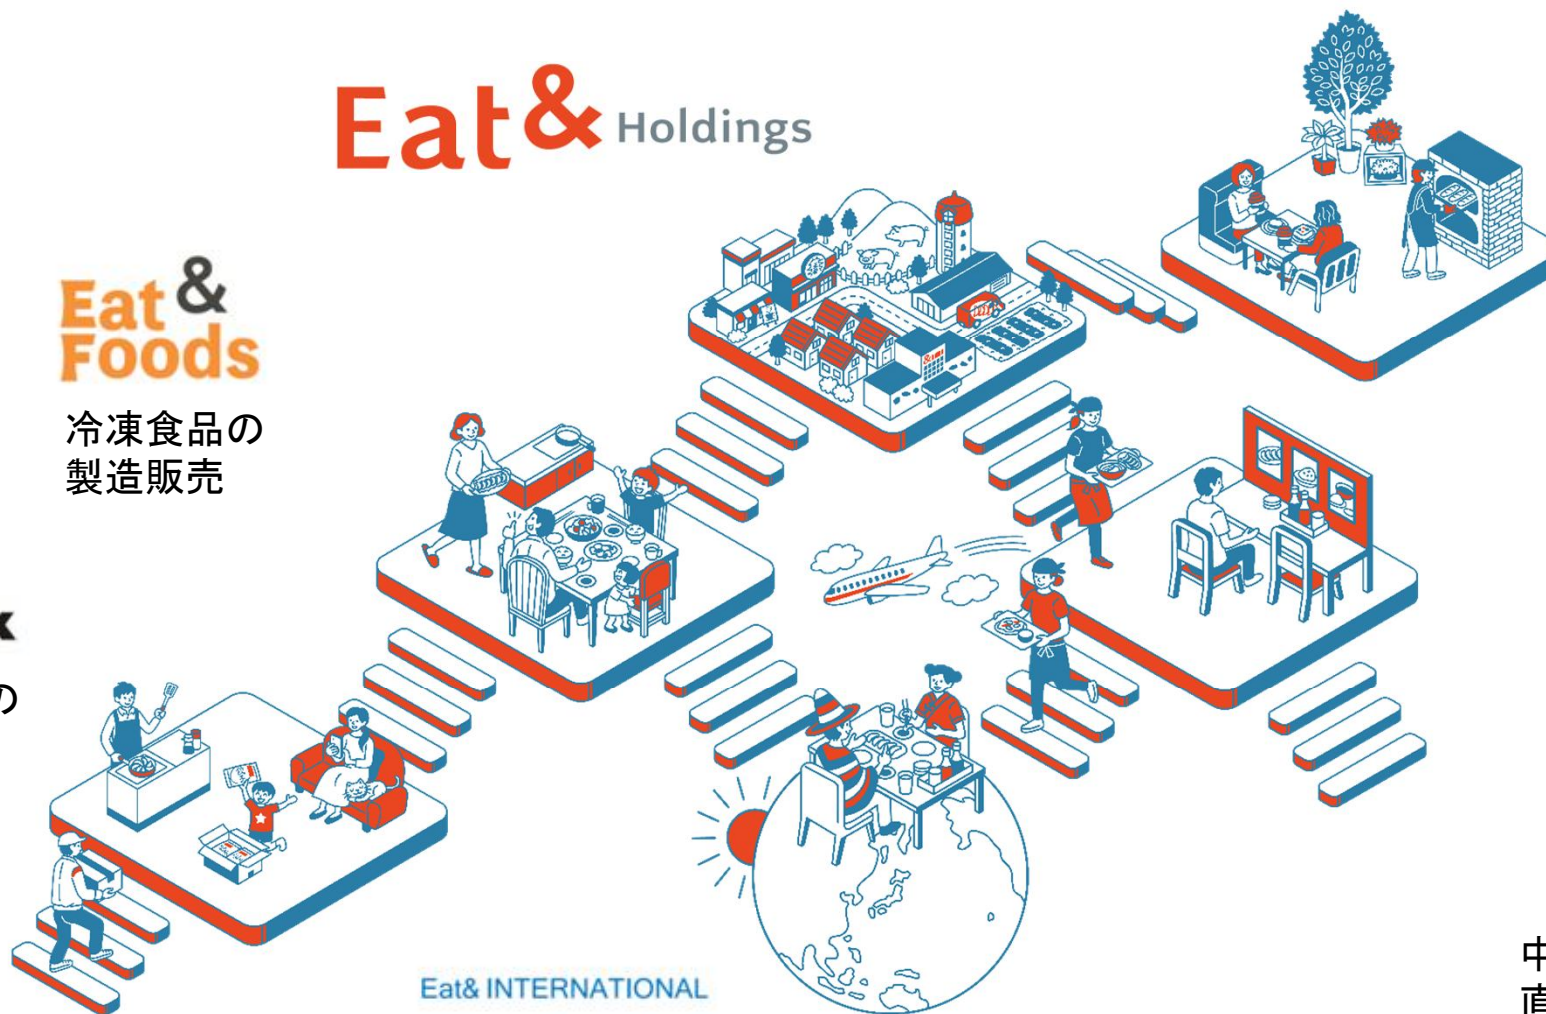 Eat& Holdings
Eat &
Foods
冷凍食品の
製造販売
の
Eat& INTERNATIONAL
中
直